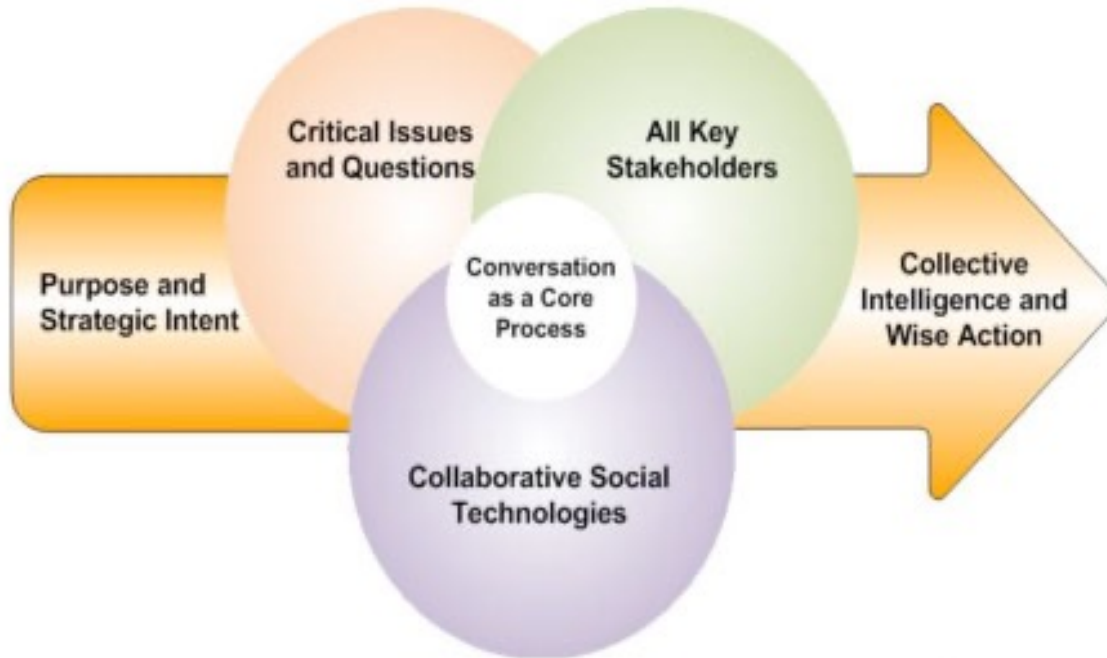 Critical Issues
and Questions
All Key
Stakeholders
Purpose and
Strategic Intent
Conversation
as a Core
Process
Collective
Intelligence and
Wise Action
Collaborative Social
Technologies